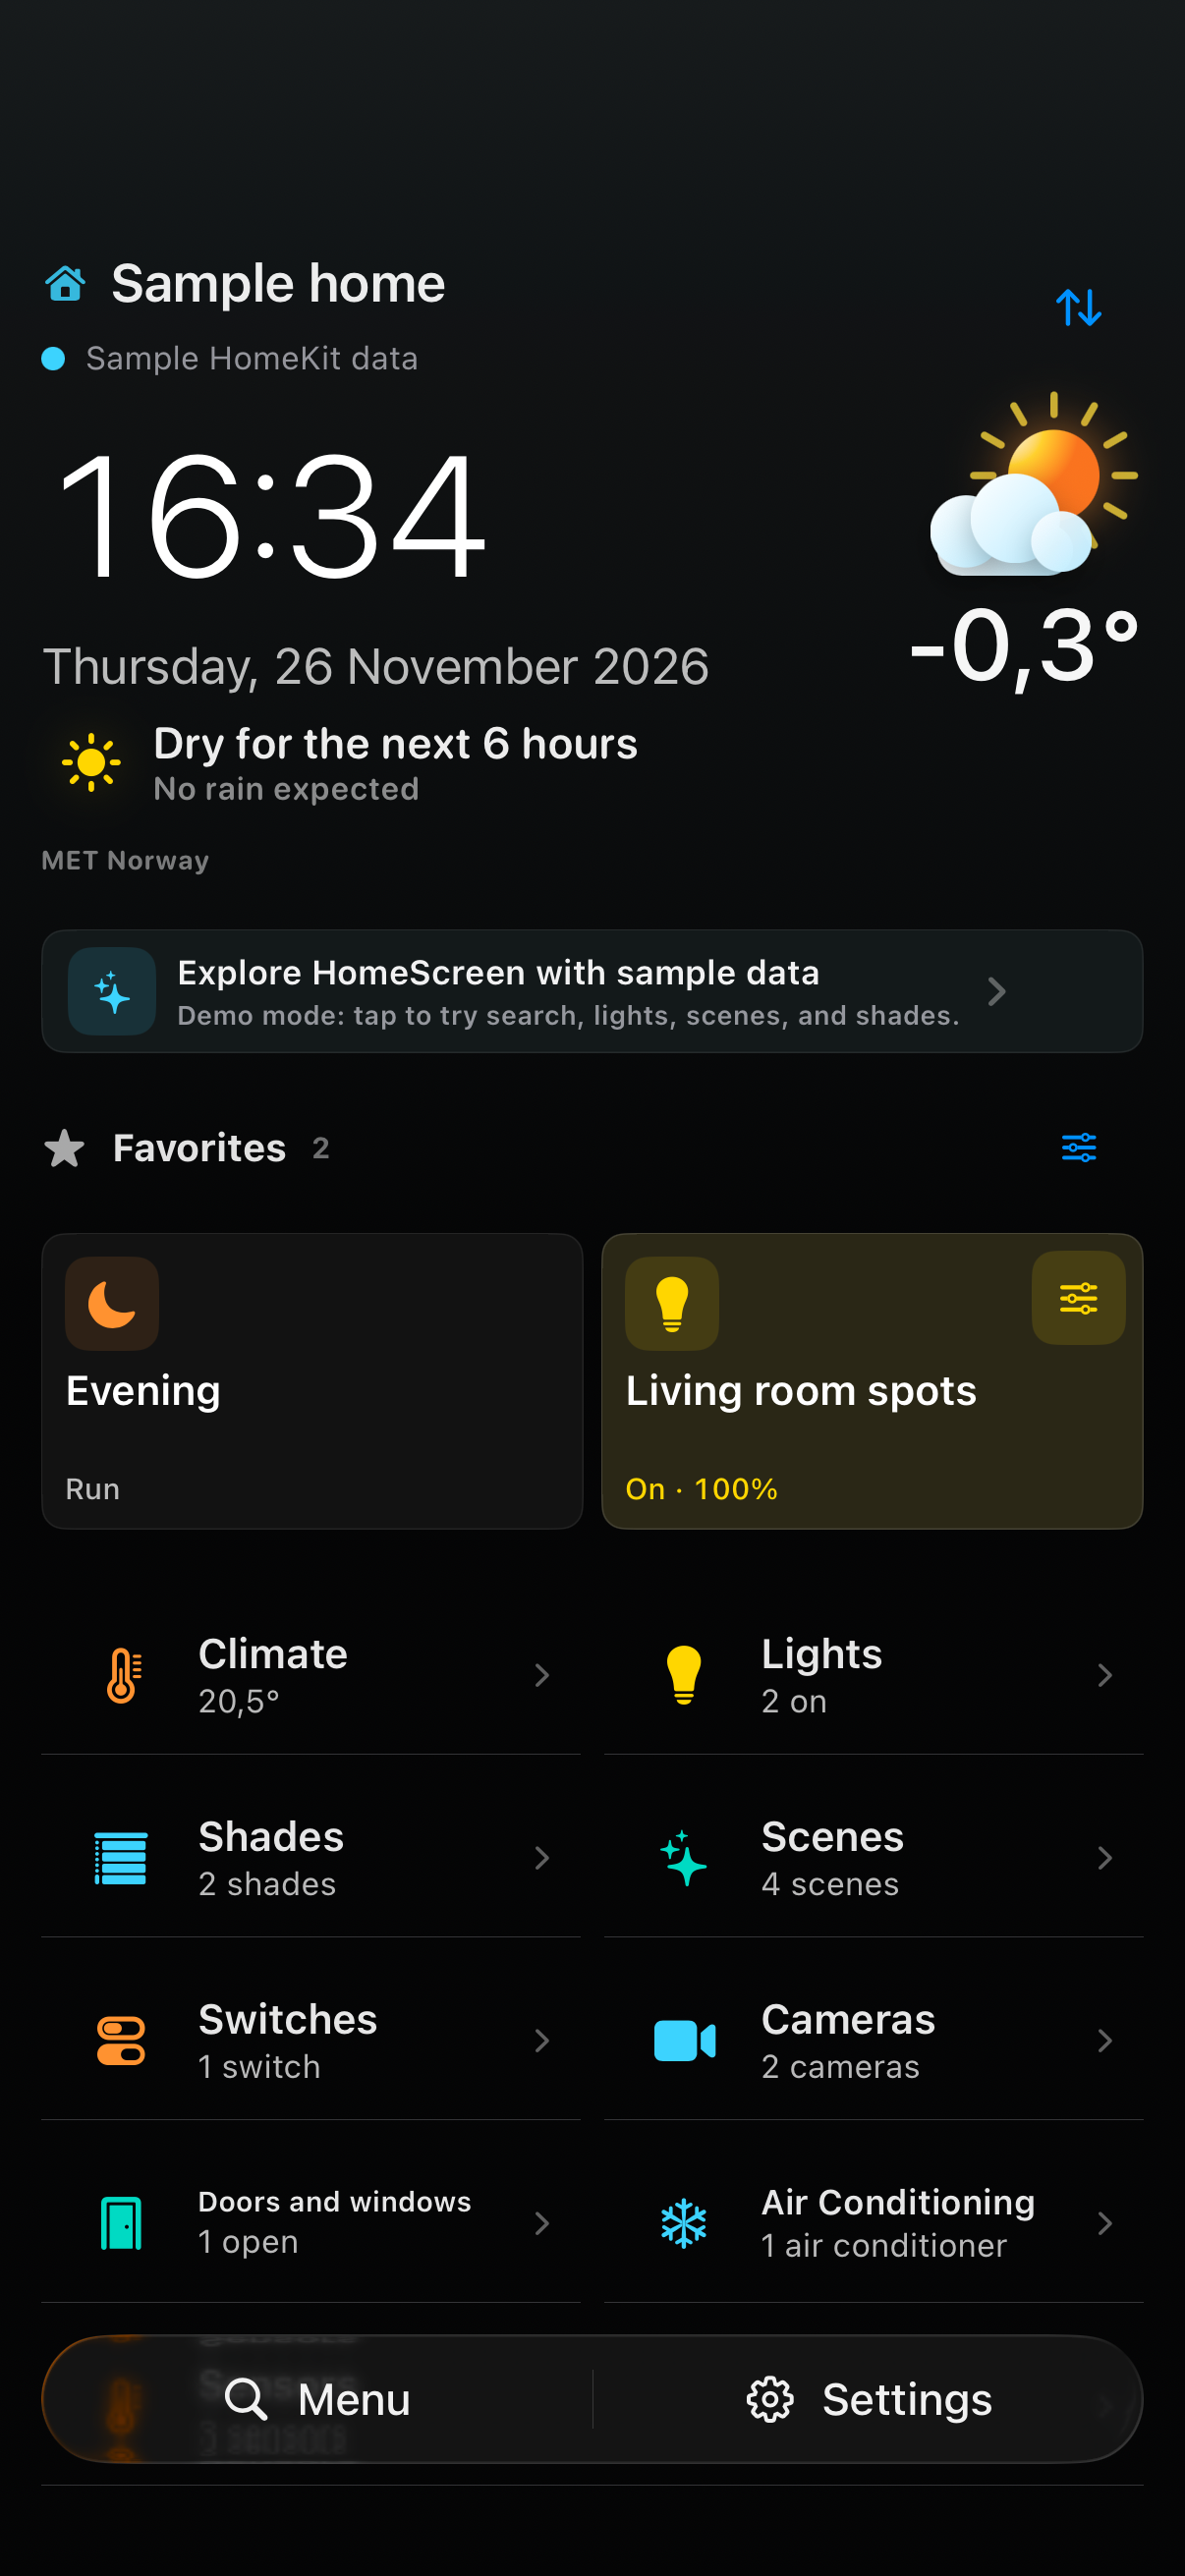 Sample home
Sample HomeKit data
16:34
-0,3°
Thursday, 26 November 2026
Dry for the next 6 hours
No rain expected
MET Norway
Explore HomeScreen with sample data
Demo mode: tap to try search, lights, scenes, and shades.
Favorites 2
Evening
Run
Living room spots
On · 100%
Climate
20,5°
Lights
2 on
Shades
2 shades
Scenes
4 scenes
Switches
1 switch
Cameras
2 cameras
Doors and windows
1 open
Air Conditioning
1 air conditioner
Menu
Settings